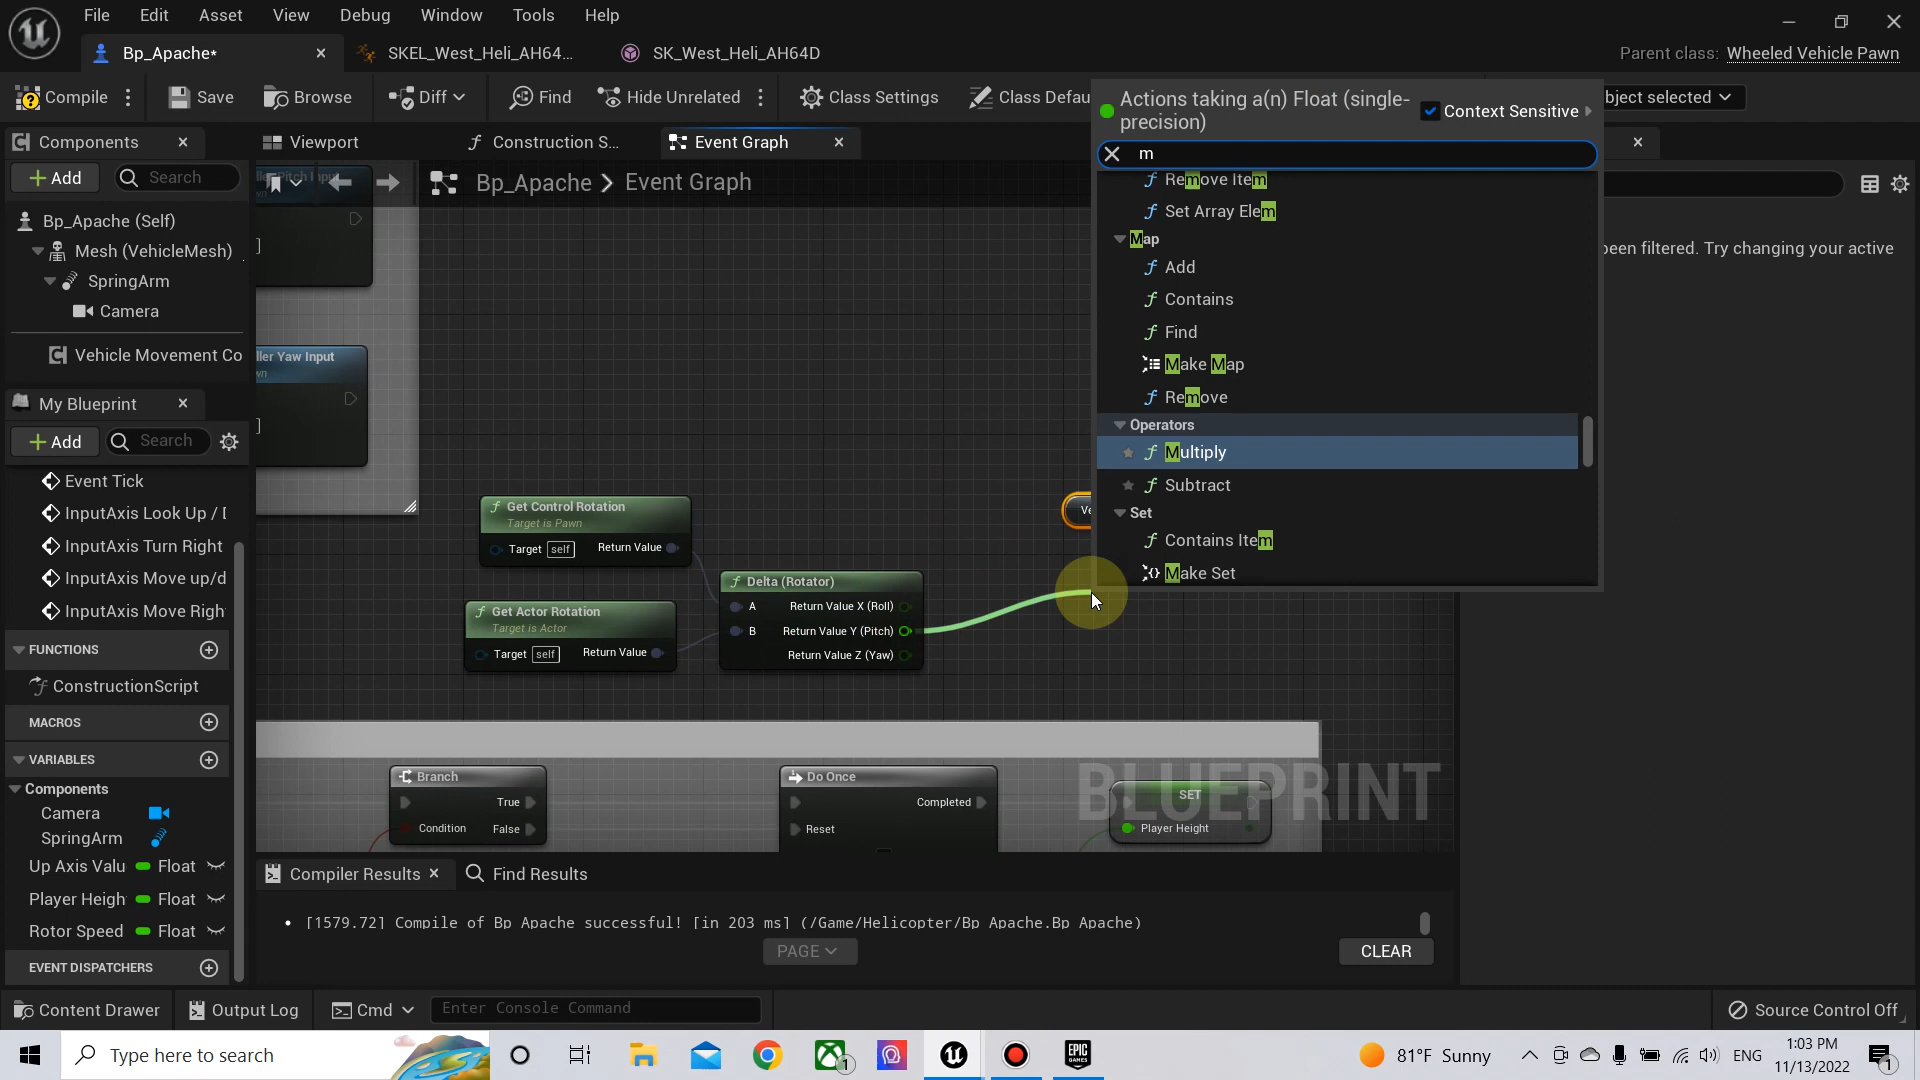 File Edit Asset View Debug Window Tools Help
Bp_Apache*
SKEL_West_Heli_AH64...
SK_West_Heli_AH64D
Parent class: Wheeled Vehicle Pawn
Compile Save Browse Diff Find Hide Unrelated Class Settings Class Defau
bject selected
Actions taking a(n) Float (single-
precision)
Context Sensitive
m
Remove Item
Set Array Elem
Map
Add
Contains
Find
Make Map
Remove
Operators
Multiply
Subtract
Set
Contains Item
Make Set
been filtered. Try changing your active
Components
Add Search
Bp_Apache (Self)
Mesh (VehicleMesh)
SpringArm
Camera
Vehicle Movement Co
My Blueprint
Add Search
Event Tick
InputAxis Look Up / D
InputAxis Turn Right
InputAxis Move up/d
InputAxis Move Righ
FUNCTIONS
ConstructionScript
MACROS
VARIABLES
Components
Camera
SpringArm
Up Axis Valu Float
Player Heigh Float
Rotor Speed Float
EVENT DISPATCHERS
Viewport
Construction S...
Event Graph
Bp_Apache > Event Graph
ller Pitch Input
ller Yaw Input
wn
Get Control Rotation
Target is Pawn
Target self Return Value
Get Actor Rotation
Target is Actor
Target self Return Value
Delta (Rotator)
A Return Value X (Roll)
B Return Value Y (Pitch)
Return Value Z (Yaw)
Ve
Branch
True
Condition False
Do Once
Completed
Reset
SET
Player Height
BLUEPRINT
Compiler Results Find Results
[1579.72] Compile of Bp Apache successful! [in 203 ms] (/Game/Helicopter/Bp Apache.Bp Apache)
PAGE CLEAR
Content Drawer Output Log Cmd Enter Console Command Source Control Off
Type here to search
1
EPIC
GAMES
81°F Sunny
ENG
1:03 PM
11/13/2022
1